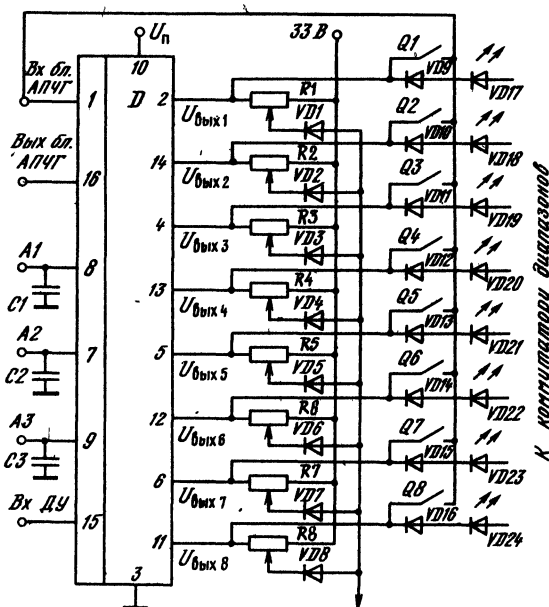 Uп
33 В
Q1
Вх бл.
АПЧГ
10
D
1
2
R1
VD9
VD17
Uвых 1
VD1
Q2
Вых бл.
АПЧГ
16
14
R2
VD10
VD18
Uвых 2
VD2
Q3
A1
4
R3
VD11
VD19
Uвых 3
VD3
8
C1
Q4
13
R4
VD12
VD20
Uвых 4
VD4
A2
7
C2
Q5
5
R5
VD13
VD21
Uвых 5
VD5
Q6
A3
9
C3
12
R8
VD14
VD22
Uвых 6
VD6
Q7
6
R7
VD15
VD23
Uвых 7
VD7
Вх ДУ
15
Q8
11
R8
VD16
VD24
Uвых 8
VD8
3
К коммутатору диапазонов